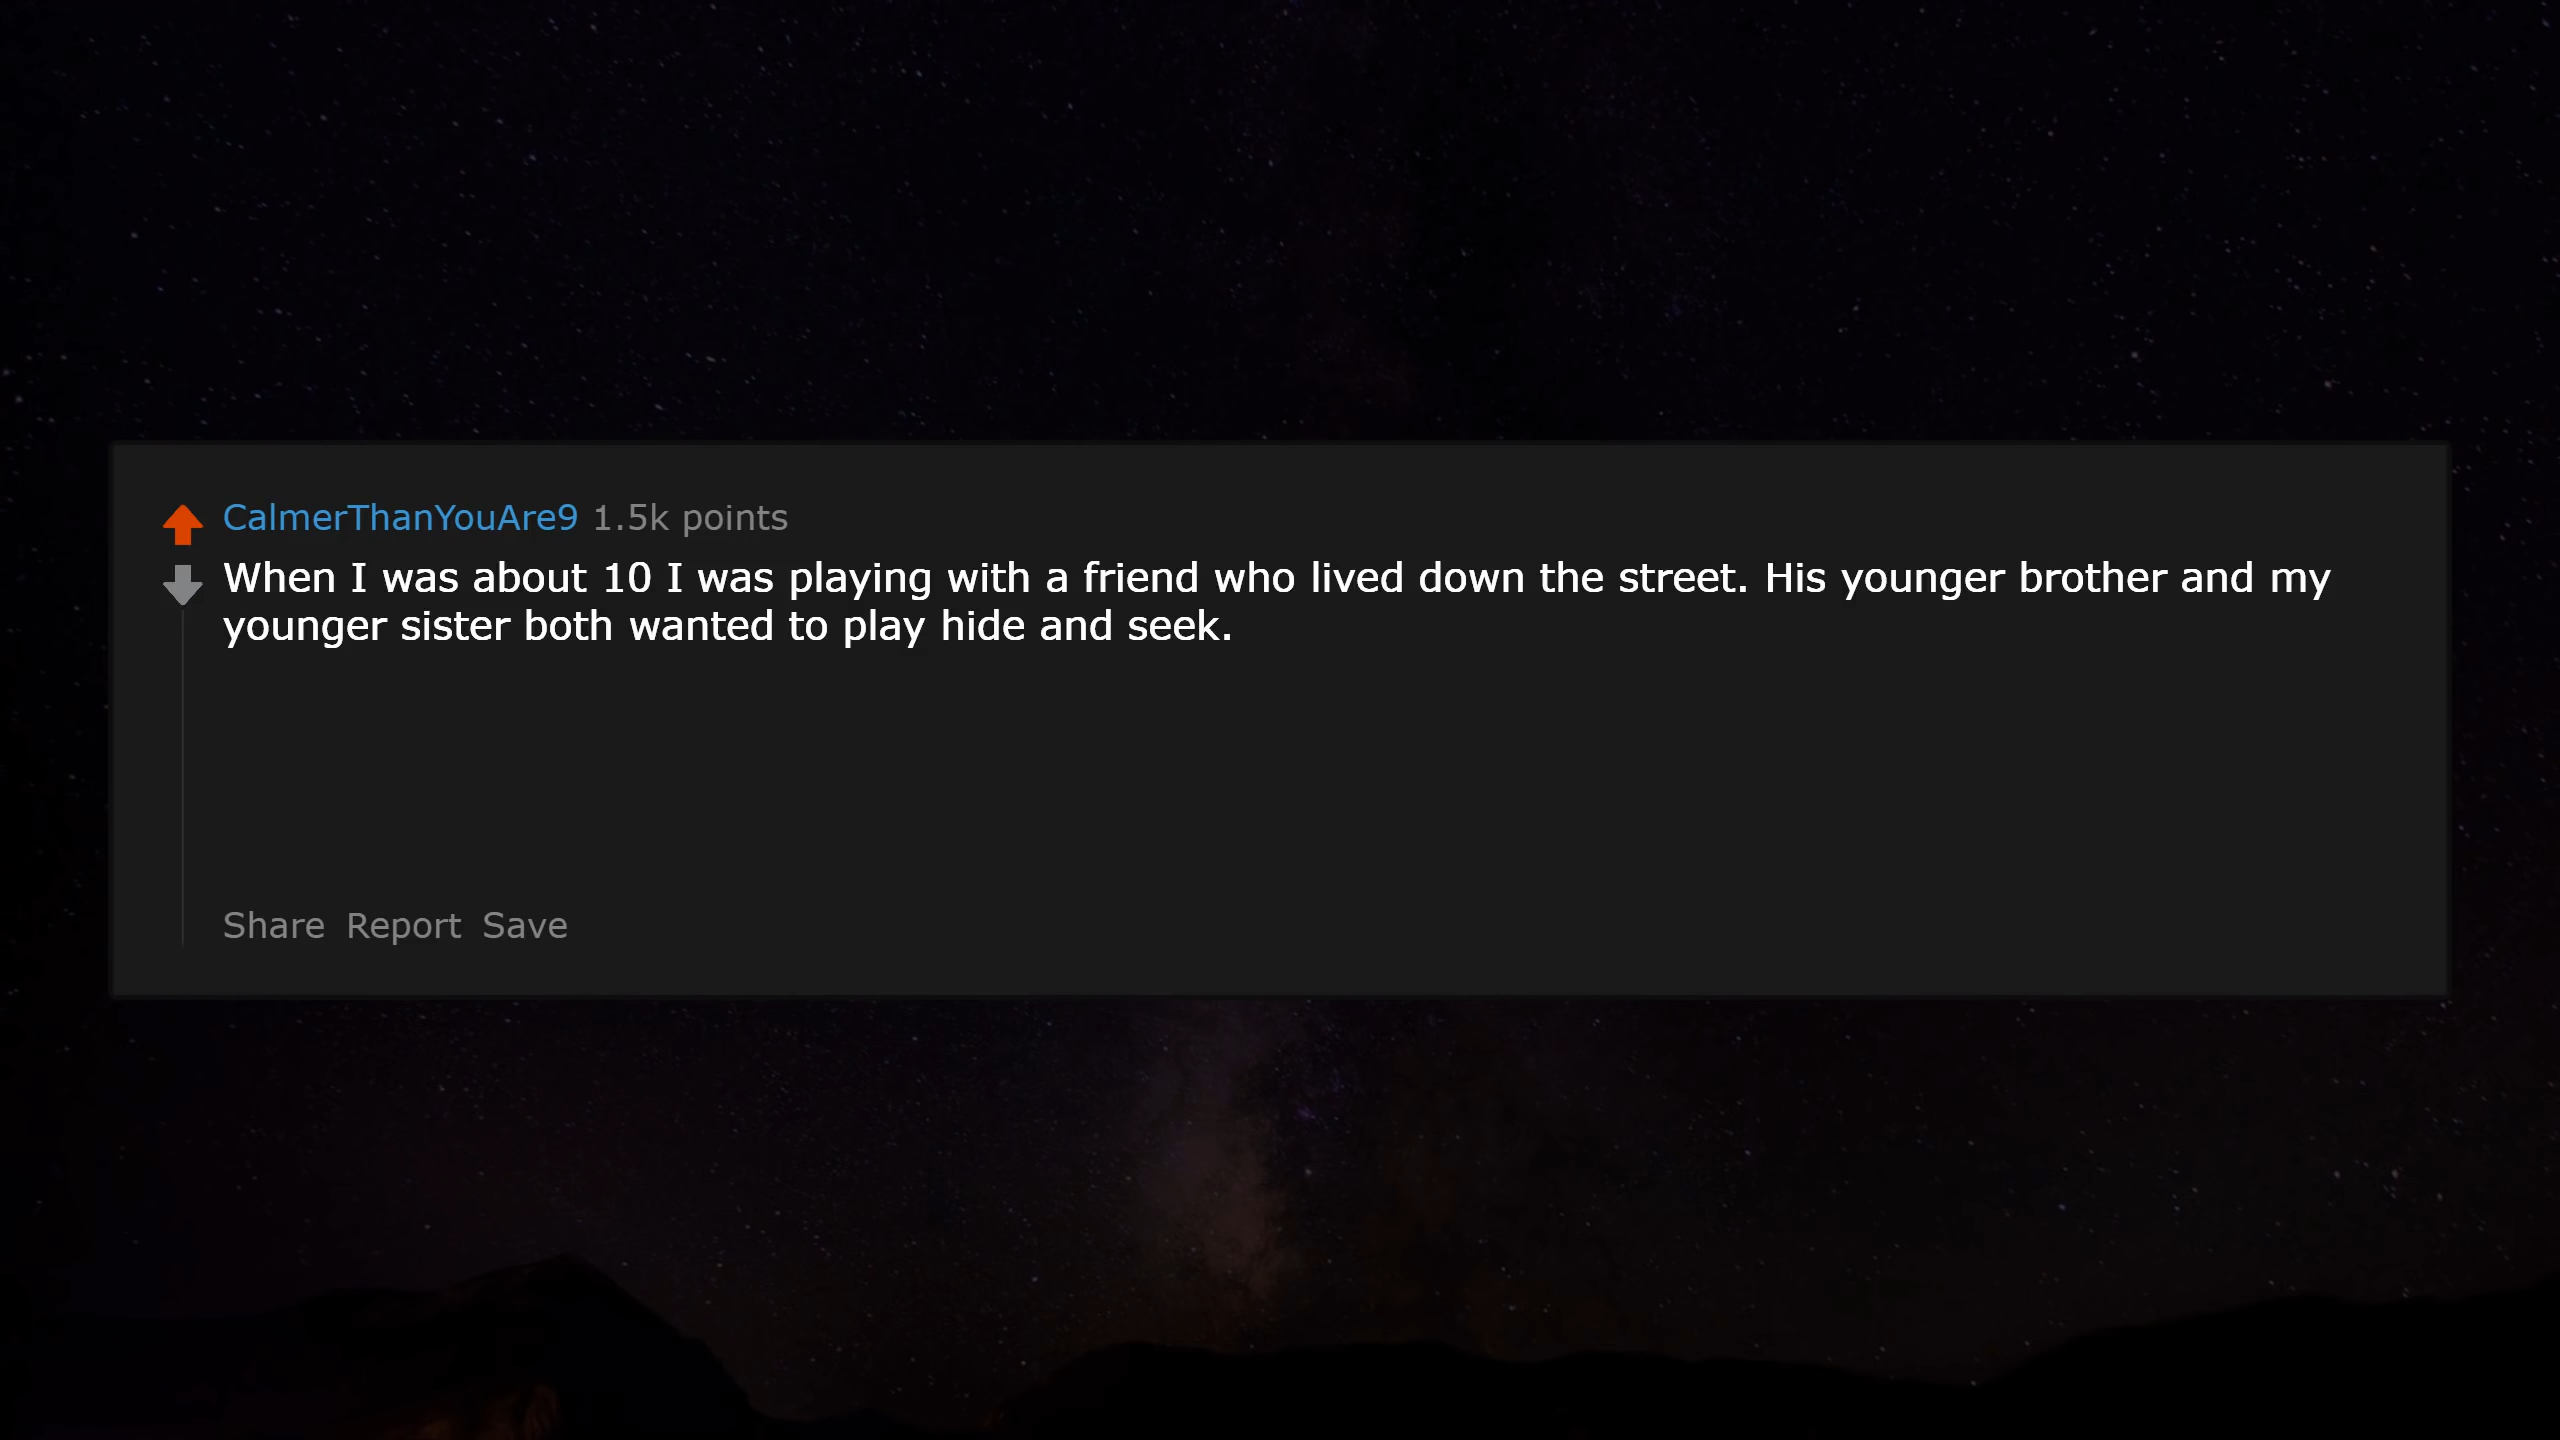 CalmerThanYouAre9 1.5k points
When I was about 10 I was playing with a friend who lived down the street. His younger brother and my
younger sister both wanted to play hide and seek.
Share Report Save